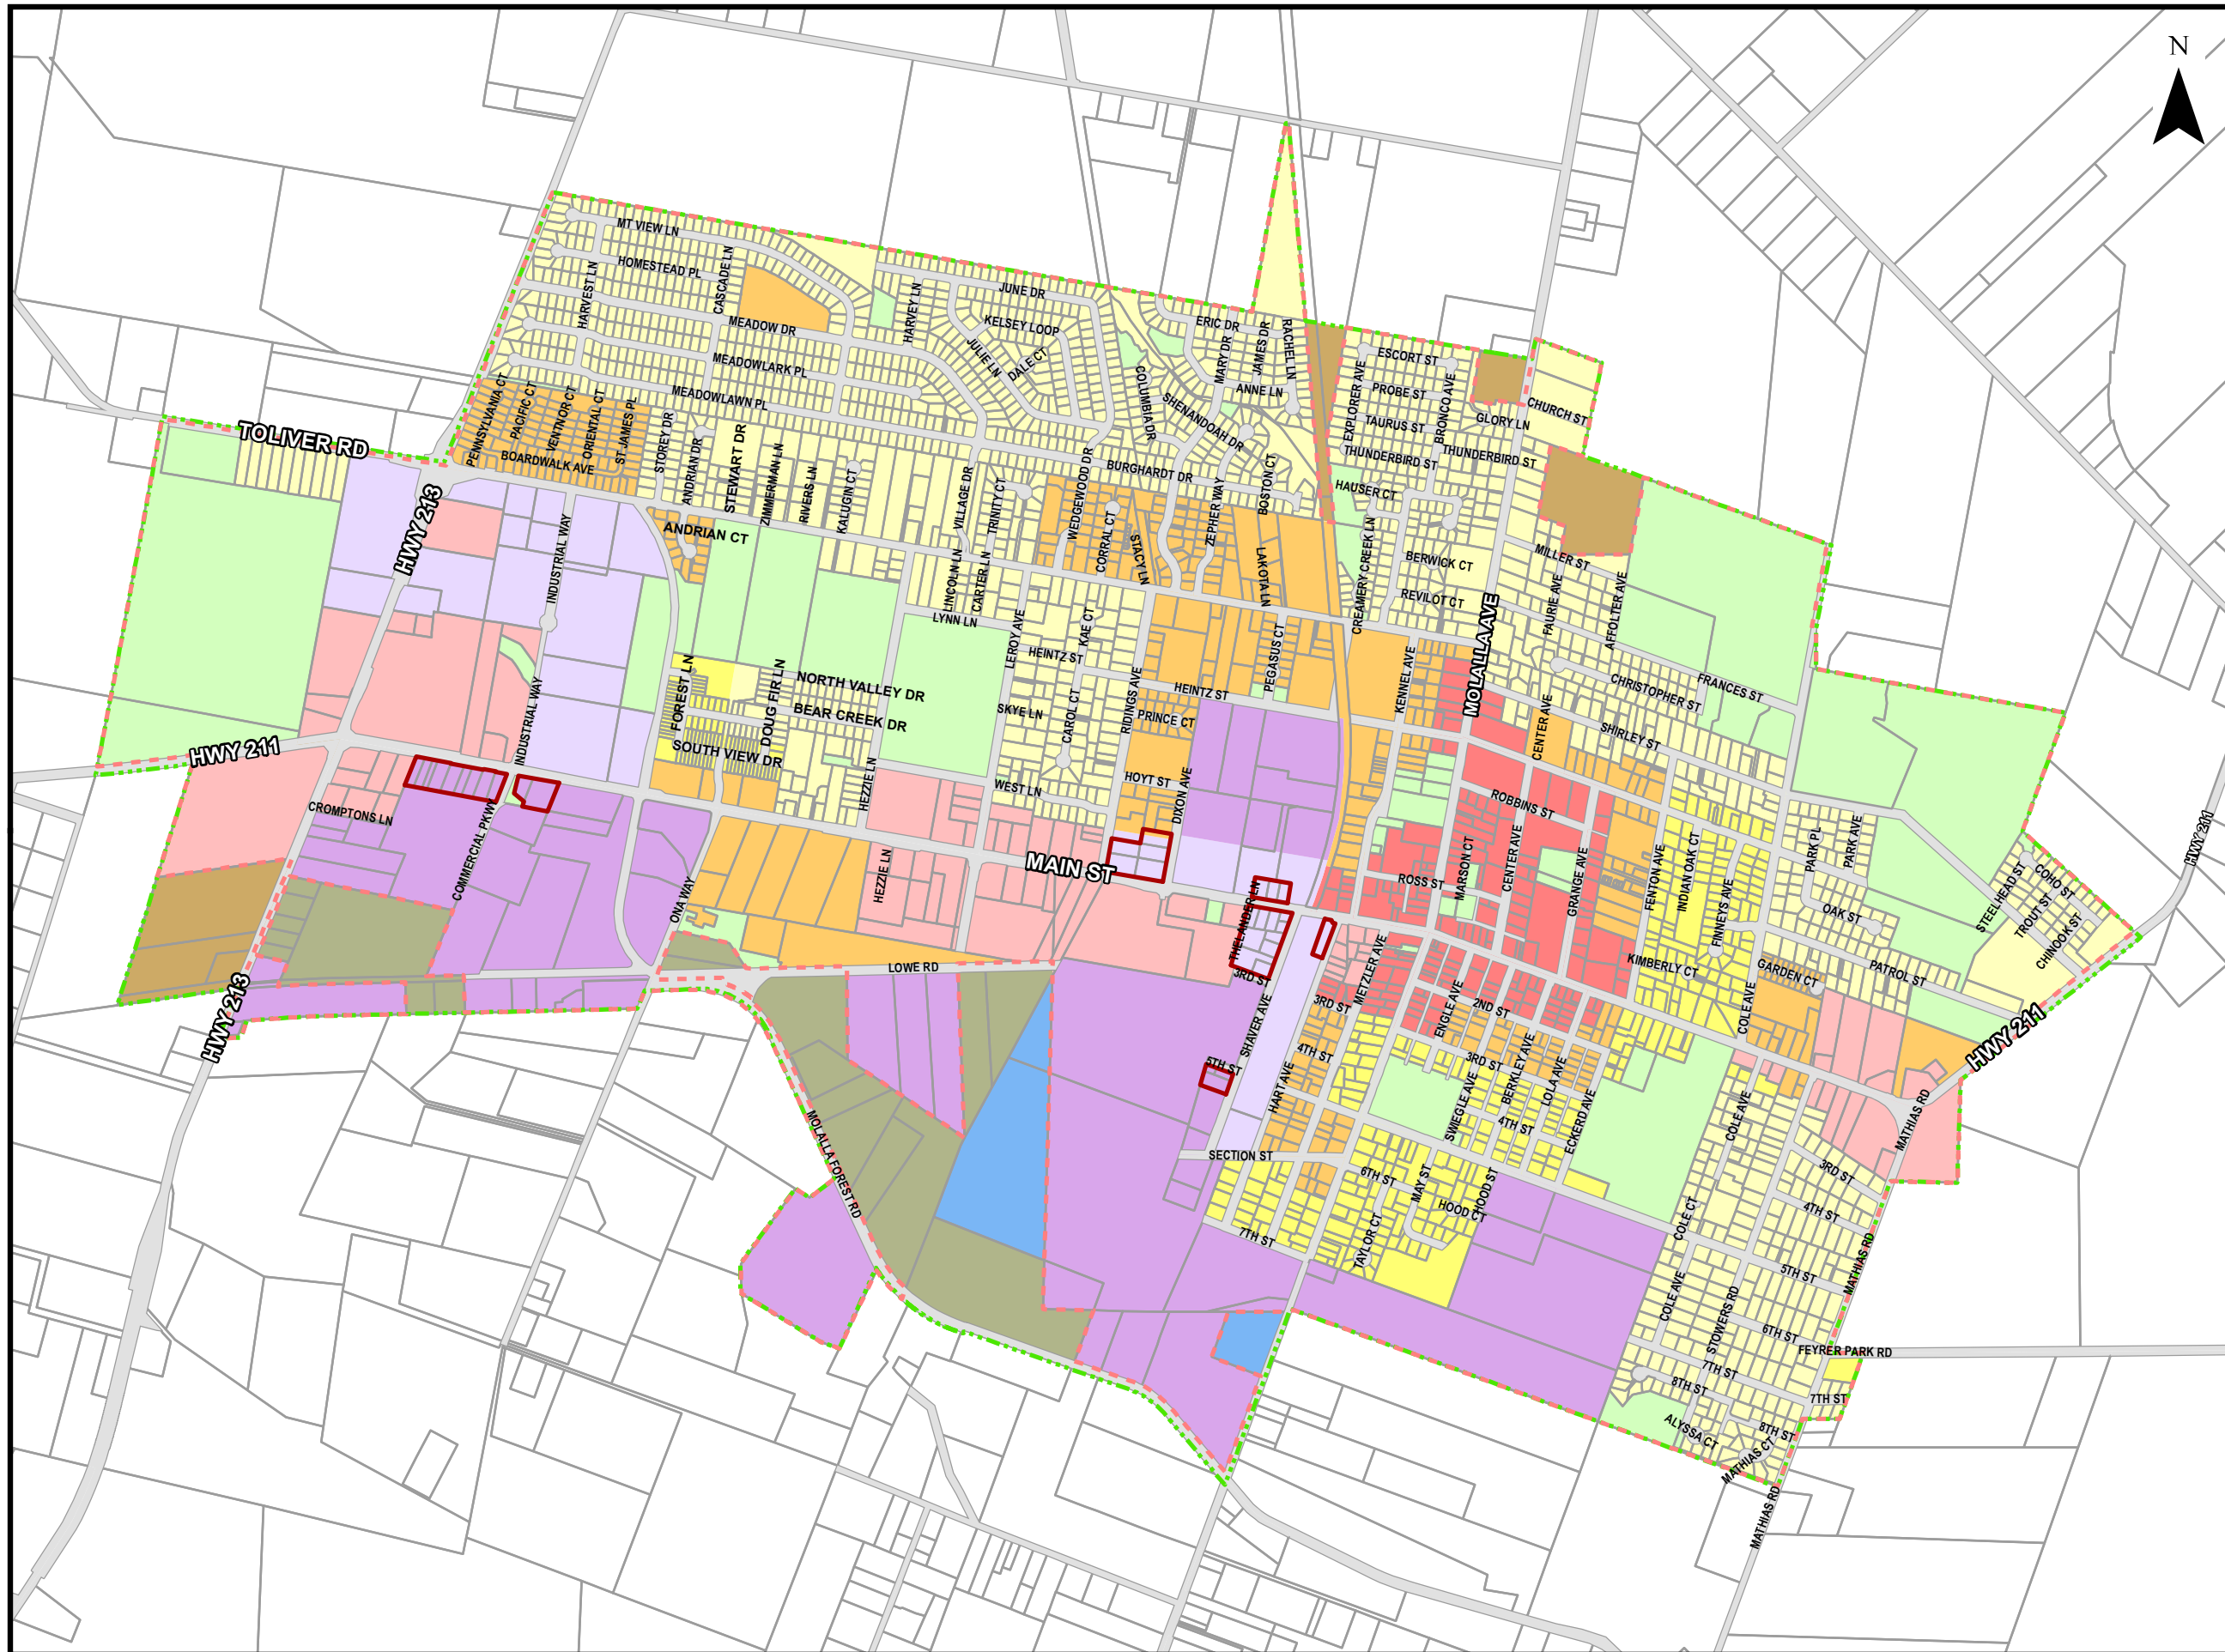 N
MT VIEW LN
HOMESTEAD PL
CASCADE LN
HARVEST LN
MEADOW DR
MEADOWLARK PL
MEADOWLAWN PL
HARVEY LN
JUNE DR
KELSEY LOOP
JULIE LN
DALE CT
ERIC DR
MARY DR
JAMES DR
RACHEL LN
ANNE LN
COLUMBIA DR
SHENANDOAH DR
ESCORT ST
EXPLORER AVE
PROBE ST
BRONCO AVE
TAURUS ST
GLORY LN
CHURCH ST
THUNDERBIRD ST
THUNDERBIRD ST
TOLIVER RD
PENNSYLVANIA CT
PACIFIC CT
VENTNOR CT
ORIENTAL CT
ST JAMES PL
BOARDWALK AVE
STOREY DR
ANDRIAN DR
STEWART DR
ZIMMERMAN LN
RIVERS LN
KALUGIN CT
VILLAGE DR
TRINITY CT
WEDGEWOOD DR
BURGHARDT DR
BOSTON CT
ZEPHER WAY
HAUSER CT
HWY 213
INDUSTRIAL WAY
ANDRIAN CT
CORRAL CT
STACY LN
LAKOTA LN
CREAMERY CREEK LN
BERWICK CT
REVILOT CT
MILLER ST
FAURIE AVE
AFFOLTER AVE
LINCOLN LN
CARTER LN
LYNN LN
LEROY AVE
KAE CT
HEINTZ ST
PEGASUS CT
HEINTZ ST
KENNEL AVE
MOLALLA AVE
FRANCES ST
CHRISTOPHER ST
SHIRLEY ST
CENTER AVE
FOREST LN
DOUG FIR LN
NORTH VALLEY DR
BEAR CREEK DR
SOUTH VIEW DR
SKYE LN
CAROL CT
RIDINGS AVE
PRINCE CT
HOYT ST
DIXON AVE
INDUSTRIAL WAY
HWY 211
CROMPTONS LN
COMMERCIAL PKWY
HEZZIE LN
WEST LN
HEZZIE LN
MAIN ST
ROBBINS ST
ROSS ST
MARSON CT
CENTER AVE
GRANGE AVE
FENTON AVE
INDIAN OAK CT
FINNEYS AVE
PARK PL
PARK AVE
OAK ST
STEELHEAD ST
COHO ST
TROUT ST
CHINOOK ST
HWY 211
ONA WAY
LOWE RD
THELANDER LN
3RD ST
SHAVER AVE
METZLER AVE
3RD ST
ENGLE AVE
2ND ST
KIMBERLY CT
GARDEN CT
PATROL ST
COLE AVE
HWY 211
HWY 213
MOLALLA FOREST RD
5TH ST
HART AVE
4TH ST
3RD ST
SWIEGLE AVE
BERKLEY AVE
LOLA AVE
4TH ST
ECKERD AVE
COLE AVE
MATHIAS RD
3RD ST
4TH ST
SECTION ST
6TH ST
MAY ST
HOOD ST
HOOD CT
TAYLOR CT
7TH ST
COLE CT
5TH ST
MATHIAS RD
COLE AVE
STOWERS RD
6TH ST
FEYRER PARK RD
7TH ST
8TH ST
7TH ST
ALYSSA CT
8TH ST
MATHIAS CT
MATHIAS RD